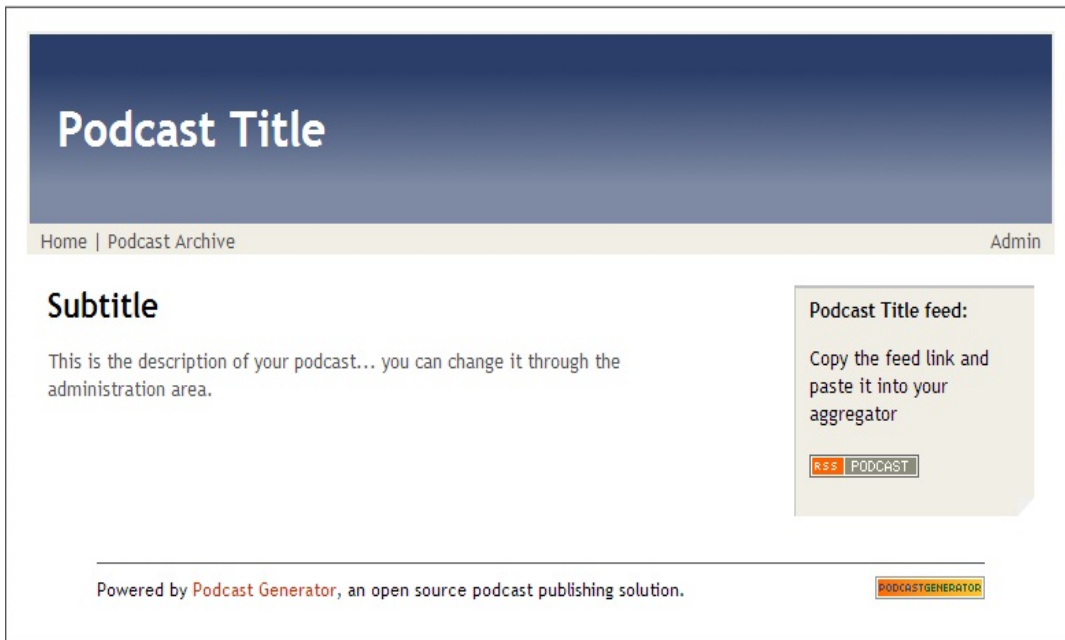 Podcast Title
Home | Podcast Archive
Admin
Subtitle
This is the description of your podcast... you can change it through the
administration area.
Podcast Title feed:
Copy the feed link and
paste it into your
aggregator
RSS PODCAST
Powered by Podcast Generator, an open source podcast publishing solution.
PODCASTGENERATOR